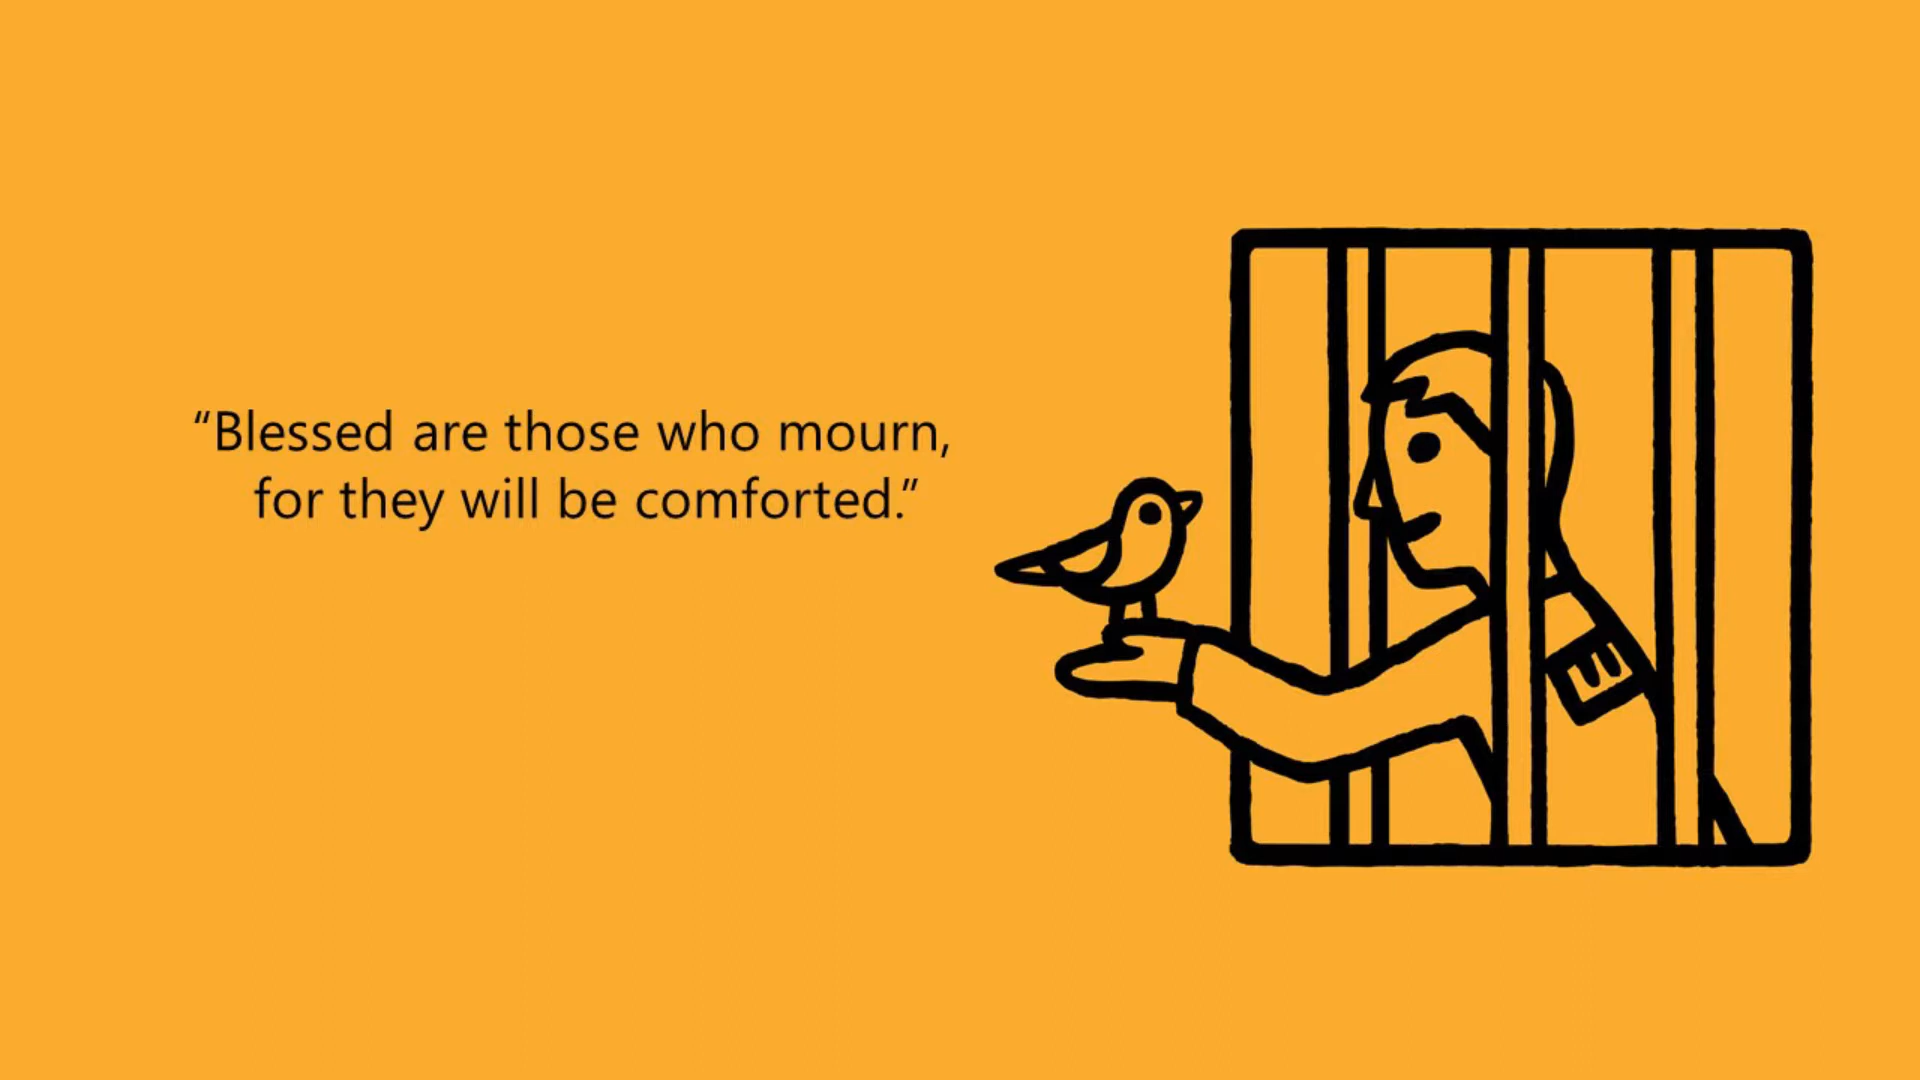 “Blessed are those who mourn,
for they will be comforted.”